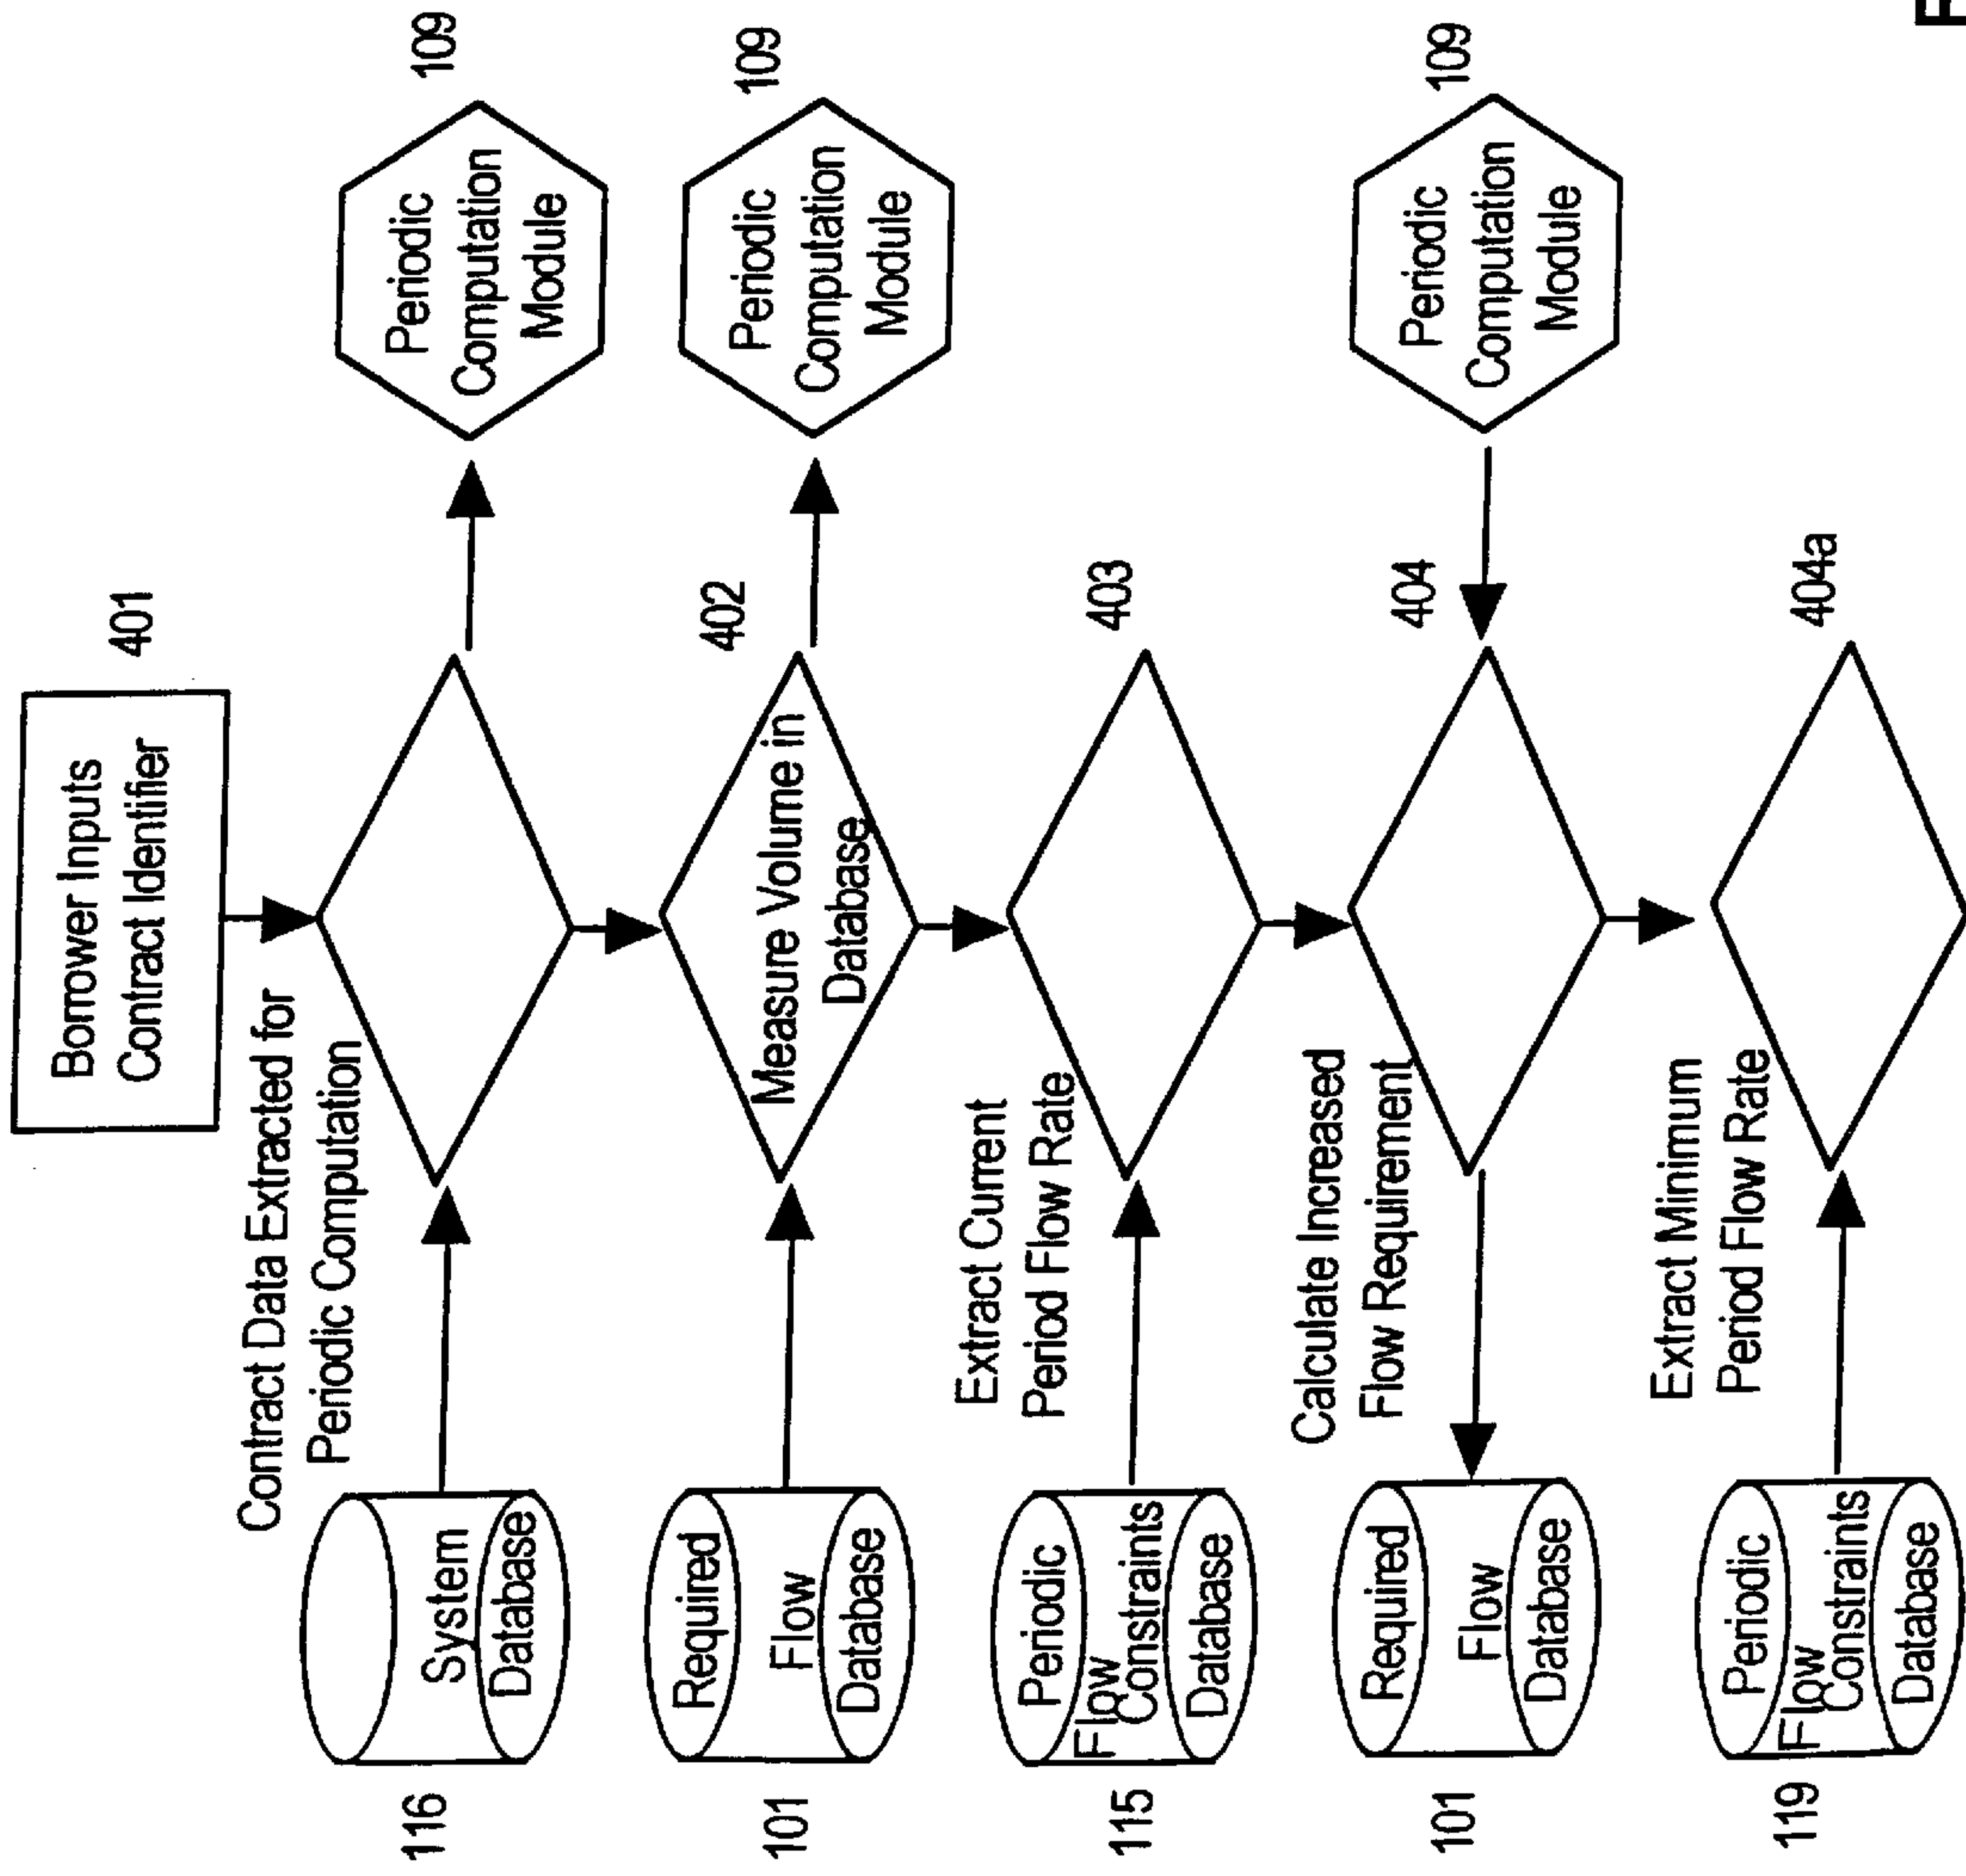 401
Borrower Inputs
Contract Identifier
Contract Data Extracted for
Periodic Computation
116
System
Database
Periodic
Computation
Module
109
402
101
Required
Flow
Database
Measure Volume in
Database
Periodic
Computation
Module
109
Extract Current
Period Flow Rate
403
115
Periodic
Flow
Constraints
Database
Calculate Increased
Flow Requirement
404
101
Required
Flow
Database
Periodic
Computation
Module
109
Extract Minimum
Period Flow Rate
404a
119
Periodic
Flow
Constraints
Database